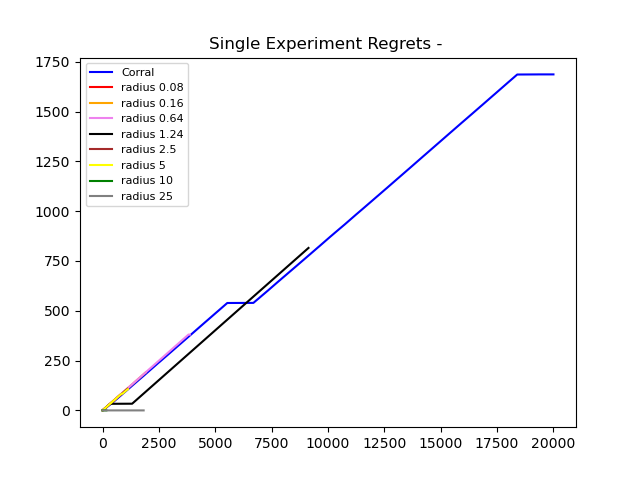 Single Experiment Regrets -
1750
1500
1250
1000
750
500
250
0
Corral
radius 0.08
radius 0.16
radius 0.64
radius 1.24
radius 2.5
radius 5
radius 10
radius 25
0 2500 5000 7500 10000 12500 15000 17500 20000